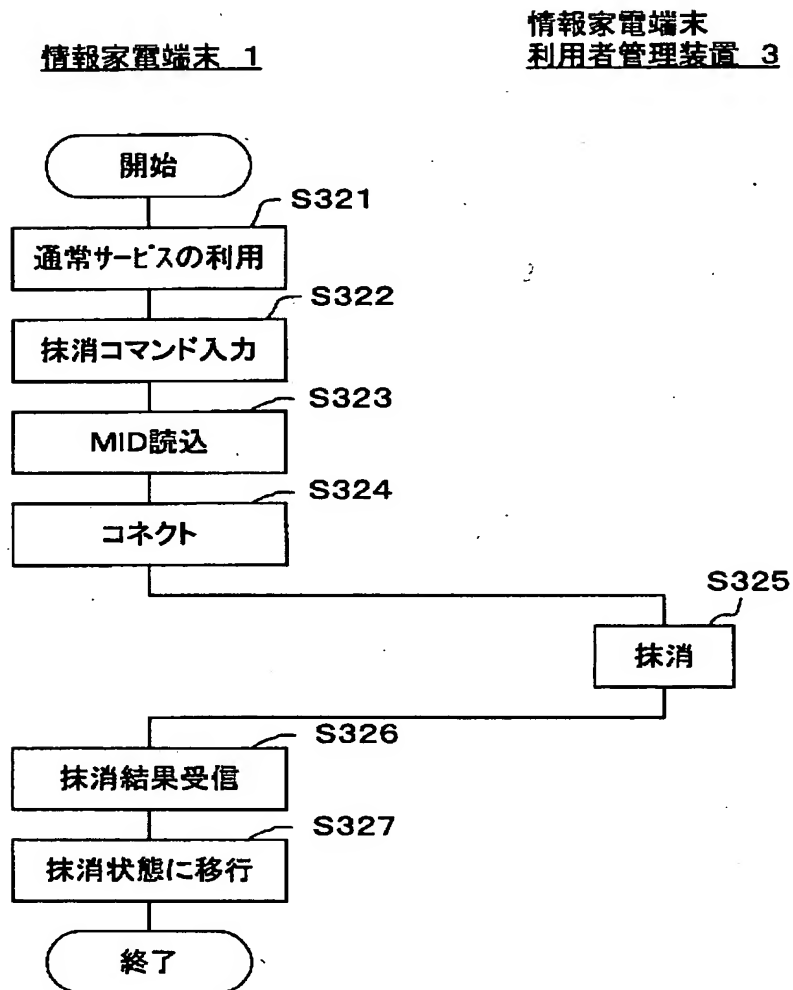 情報家電端末 1
情報家電端末
利用者管理装置 3
開始
S321
通常サービスの利用
S322
抹消コマンド入力
S323
MID読込
S324
コネクト
S325
抹消
S326
抹消結果受信
S327
抹消状態に移行
終了